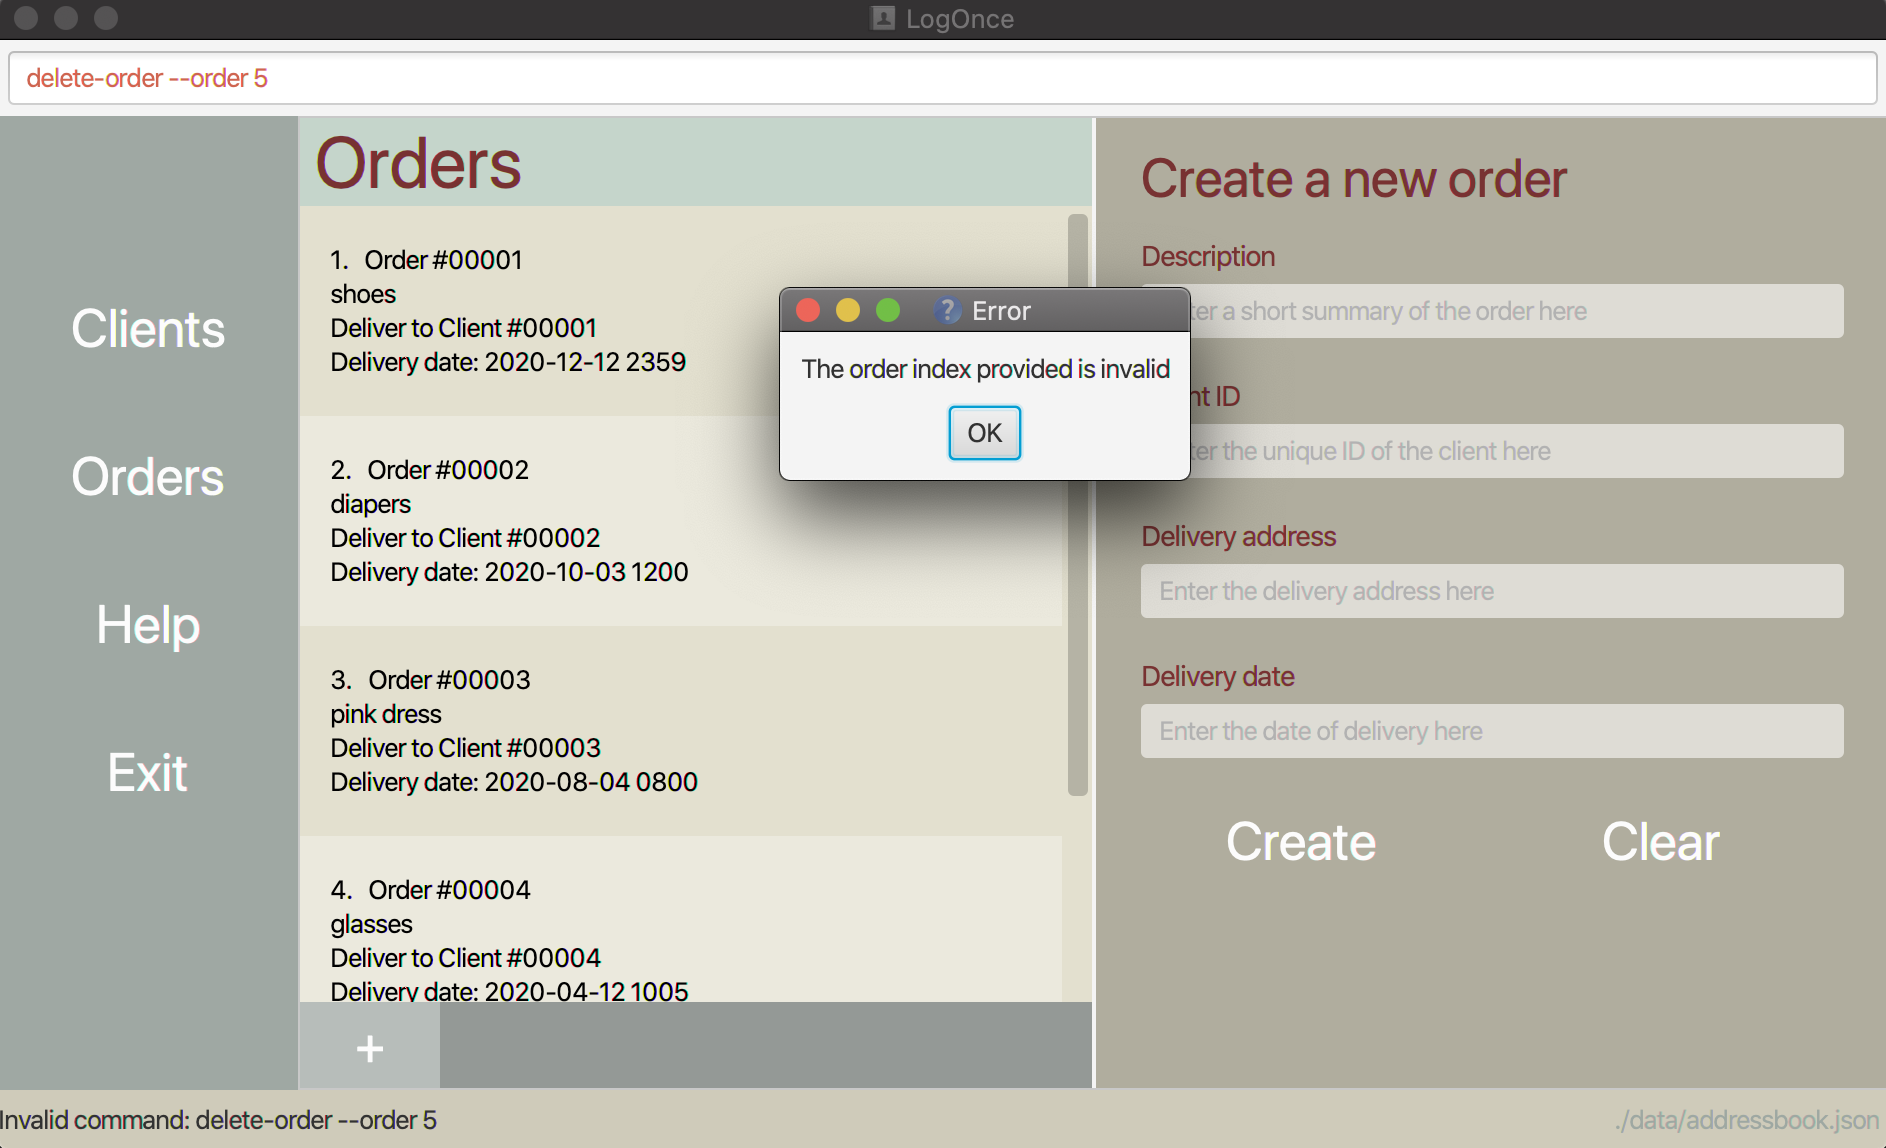 LogOnce
delete-order --order 5
Clients
Orders
Help
Exit
Orders
1. Order #00001
shoes
Deliver to Client #00001
Delivery date: 2020-12-12 2359
2. Order #00002
diapers
Deliver to Client #00002
Delivery date: 2020-10-03 1200
3. Order #00003
pink dress
Deliver to Client #00003
Delivery date: 2020-08-04 0800
4. Order #00004
glasses
Deliver to Client #00004
Delivery date: 2020-04-12 1005
+
Error
The order index provided is invalid
OK
Create a new order
Description
a short summary of the order here
ID
the unique ID of the client here
Delivery address
Enter the delivery address here
Delivery date
Enter the date of delivery here
Create
Clear
Invalid command: delete-order --order 5
./data/addressbook.json